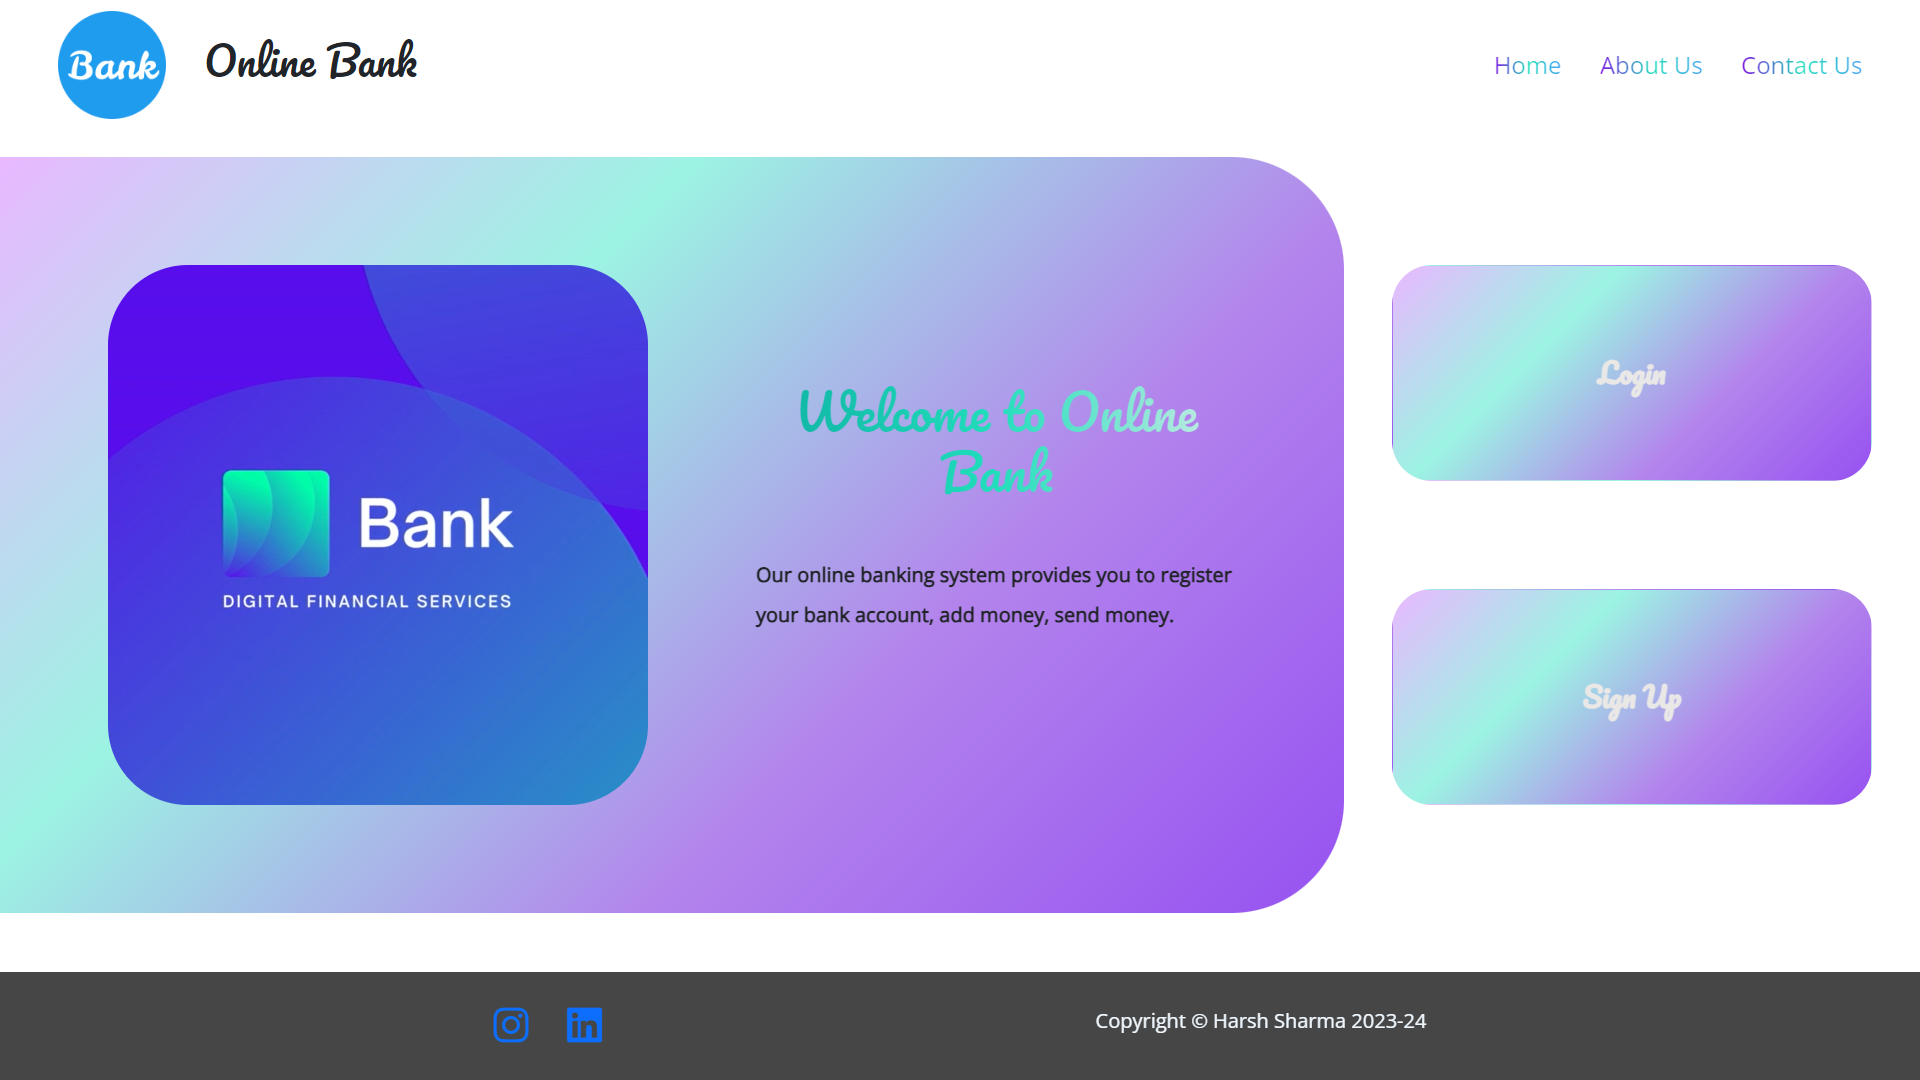 Bank
Online Bank
Home
About Us
Contact Us
Bank
DIGITAL FINANCIAL SERVICES
Welcome to Online
Bank
Our online banking system provides you to register
your bank account, add money, send money.
Login
Sign Up
Copyright © Harsh Sharma 2023-24